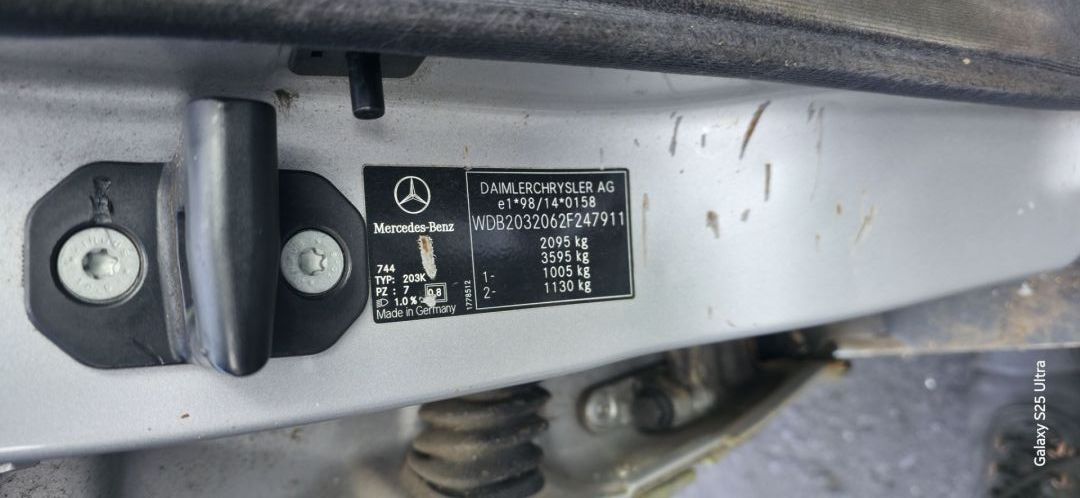 Mercedes-Benz
744
TYP: 203K
PZ : 7
1.0 % 0.8
Made in Germany
1778512
DAIMLERCHRYSLER AG
e1*98/14*0158
WDB2032062F247911
2095 kg
3595 kg
1- 1005 kg
2- 1130 kg
Galaxy S25 Ultra